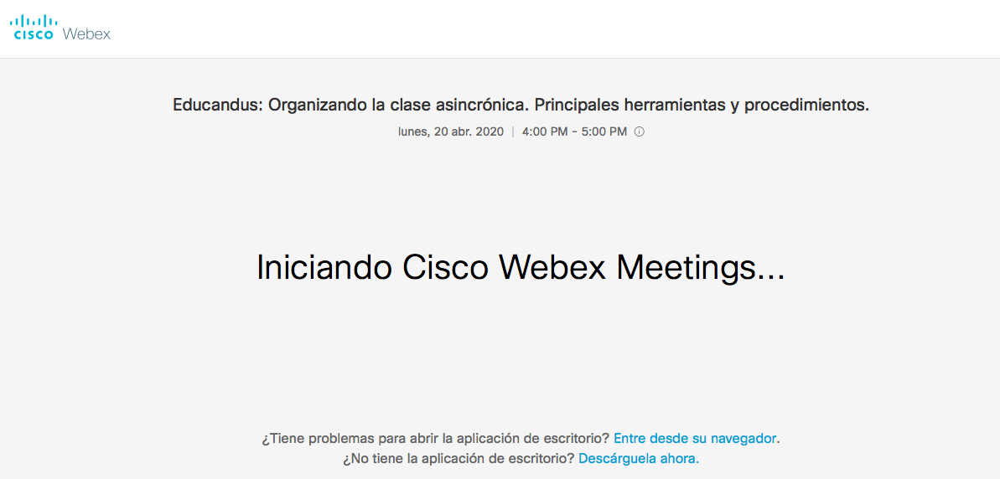 cisco Webex
Educandus: Organizando la clase asincrónica. Principales herramientas y procedimientos.
lunes, 20 abr. 2020 | 4:00 PM - 5:00 PM
Iniciando Cisco Webex Meetings...
¿Tiene problemas para abrir la aplicación de escritorio? Entre desde su navegador.
¿No tiene la aplicación de escritorio? Descárguela ahora.